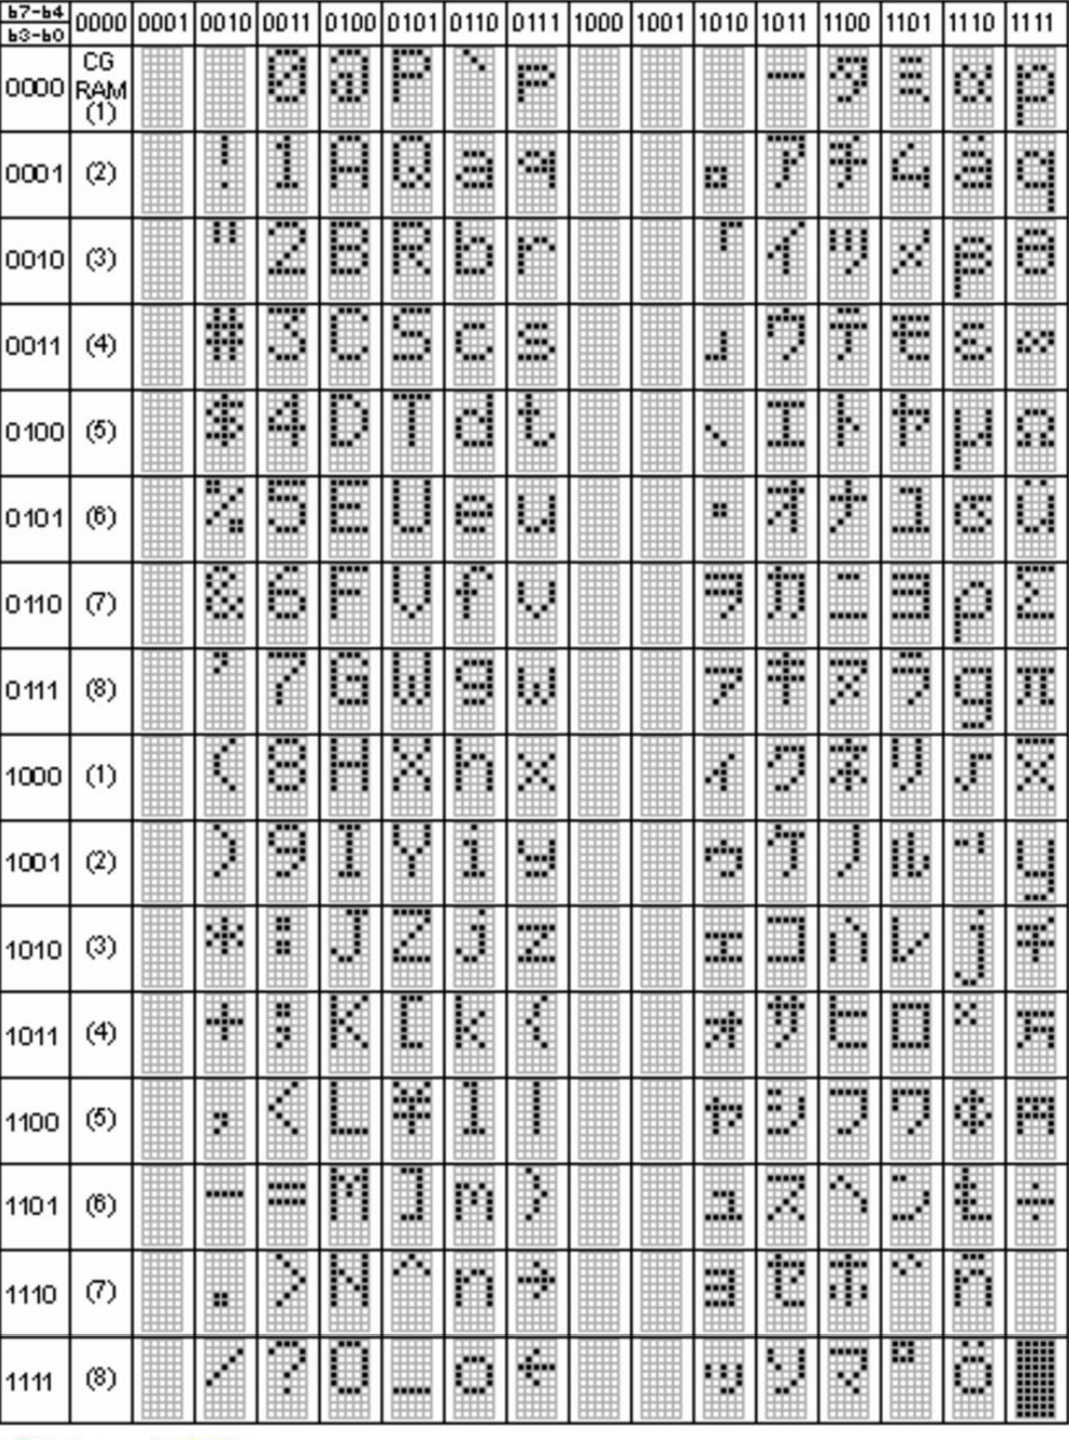 b7-b4 0000 0001 0010 0011 0100 0101 0110 0111 1000 1001 1010 1011 1100 1101 1110 1111
b3-b0
0000 CG RAM (1) 0 @ P ` p ー タ ミ α p
0001 (2) ! 1 A Q a q 。 ア チ ム ä q
0010 (3) " 2 B R b r 「 イ ツ メ β θ
0011 (4) # 3 C S c s 」 ウ テ モ ε ∞
0100 (5) $ 4 D T d t 、 エ ト ヤ μ Ω
0101 (6) % 5 E U e u ・ オ ナ ユ σ ü
0110 (7) & 6 F V f v ヲ カ ニ ヨ ρ Σ
0111 (8) ' 7 G W g w ァ キ ヌ ラ g π
1000 (1) ( 8 H X h x ィ ク ネ リ √ x̄
1001 (2) ) 9 I Y i y ゥ ケ ノ ル ⁻¹ y
1010 (3) * : J Z j z ェ コ ハ レ j 千
1011 (4) + ; K [ k { ォ サ ヒ ロ ˣ 万
1100 (5) , < L ¥ l | ャ シ フ ワ ¢ 円
1101 (6) - = M ] m } ュ ス ヘ ン £ ÷
1110 (7) . > N ^ n → ョ セ ホ ゛ ñ
1111 (8) / ? O _ o ← ッ ソ マ ゜ ö █